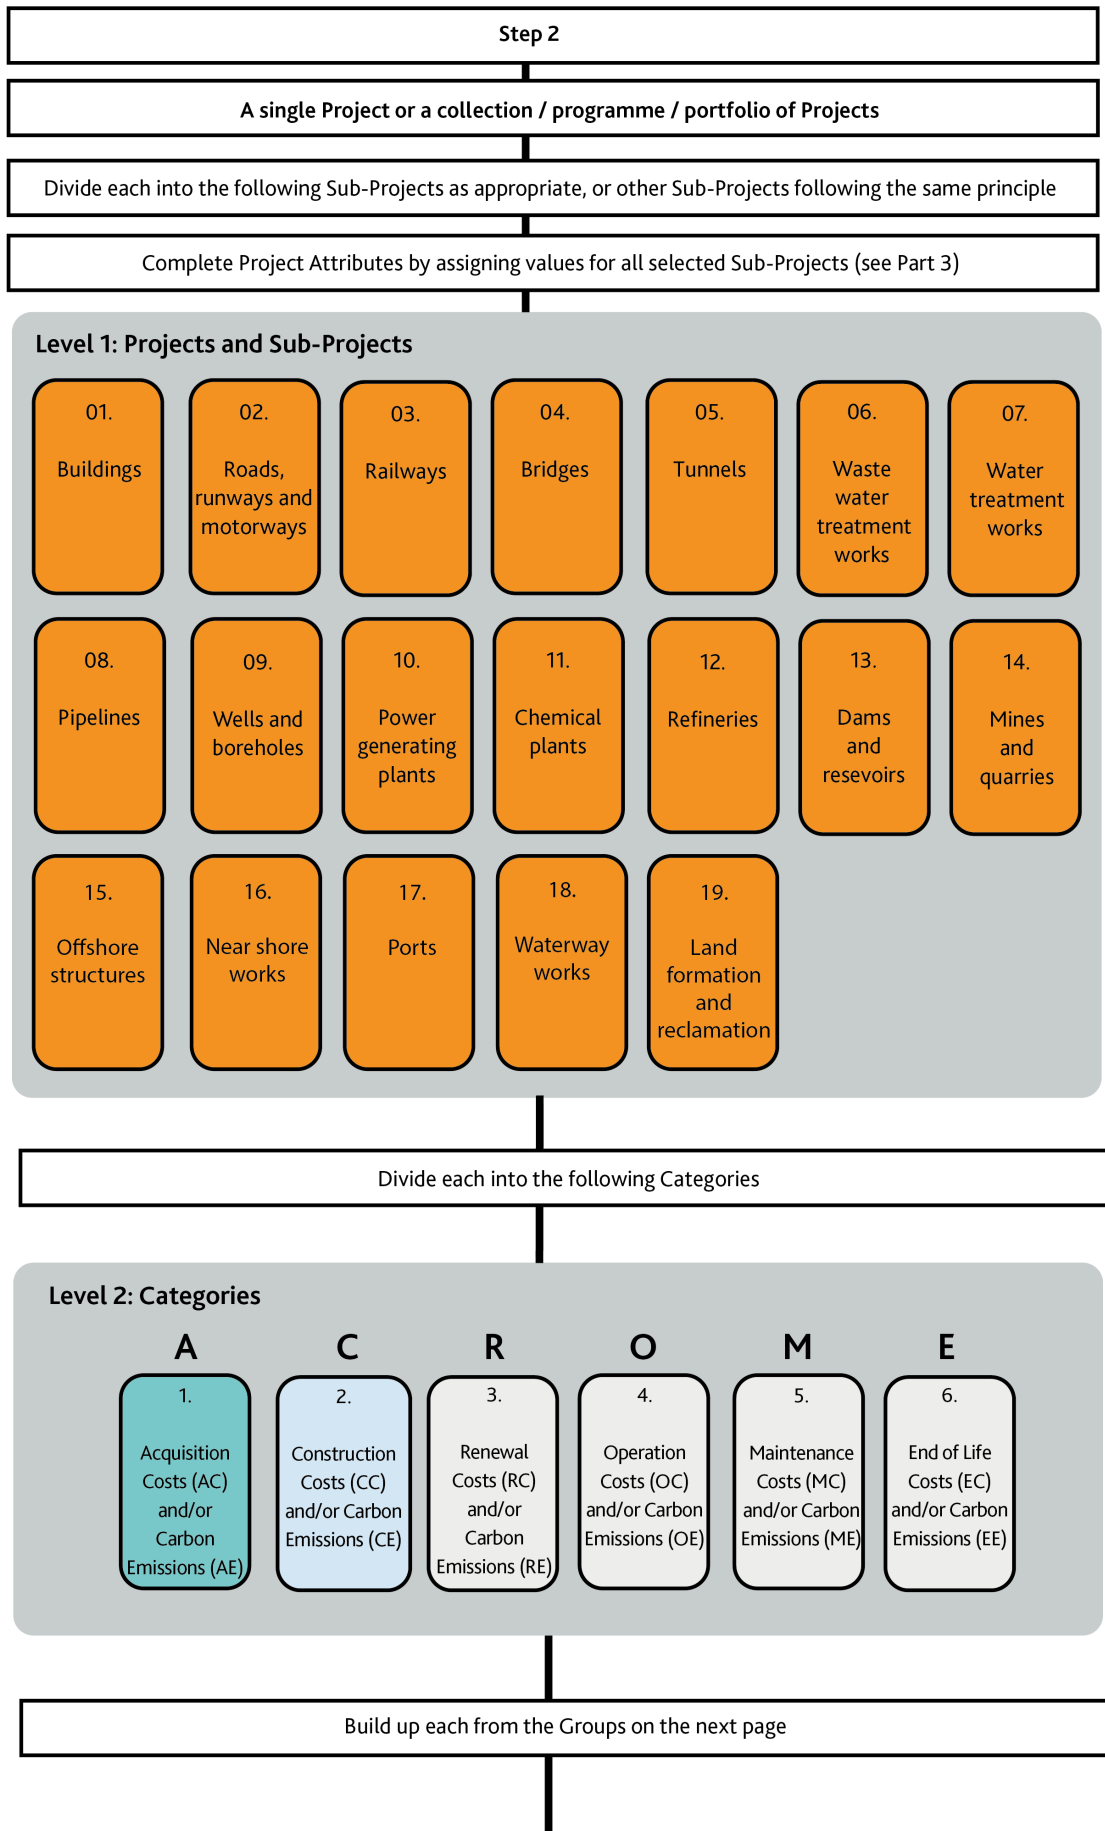 Step 2
A single Project or a collection / programme / portfolio of Projects
Divide each into the following Sub-Projects as appropriate, or other Sub-Projects following the same principle
Complete Project Attributes by assigning values for all selected Sub-Projects (see Part 3)
Level 1: Projects and Sub-Projects
01.
Buildings
02.
Roads,
runways and
motorways
03.
Railways
04.
Bridges
05.
Tunnels
06.
Waste
water
treatment
works
07.
Water
treatment
works
08.
Pipelines
09.
Wells and
boreholes
10.
Power
generating
plants
11.
Chemical
plants
12.
Refineries
13.
Dams
and
resevoirs
14.
Mines
and
quarries
15.
Offshore
structures
16.
Near shore
works
17.
Ports
18.
Waterway
works
19.
Land
formation
and
reclamation
Divide each into the following Categories
Level 2: Categories
A
C
R
O
M
E
1.
Acquisition
Costs (AC)
and/or
Carbon
Emissions (AE)
2.
Construction
Costs (CC)
and/or Carbon
Emissions (CE)
3.
Renewal
Costs (RC)
and/or
Carbon
Emissions (RE)
4.
Operation
Costs (OC)
and/or Carbon
Emissions (OE)
5.
Maintenance
Costs (MC)
and/or Carbon
Emissions (ME)
6.
End of Life
Costs (EC)
and/or Carbon
Emissions (EE)
Build up each from the Groups on the next page